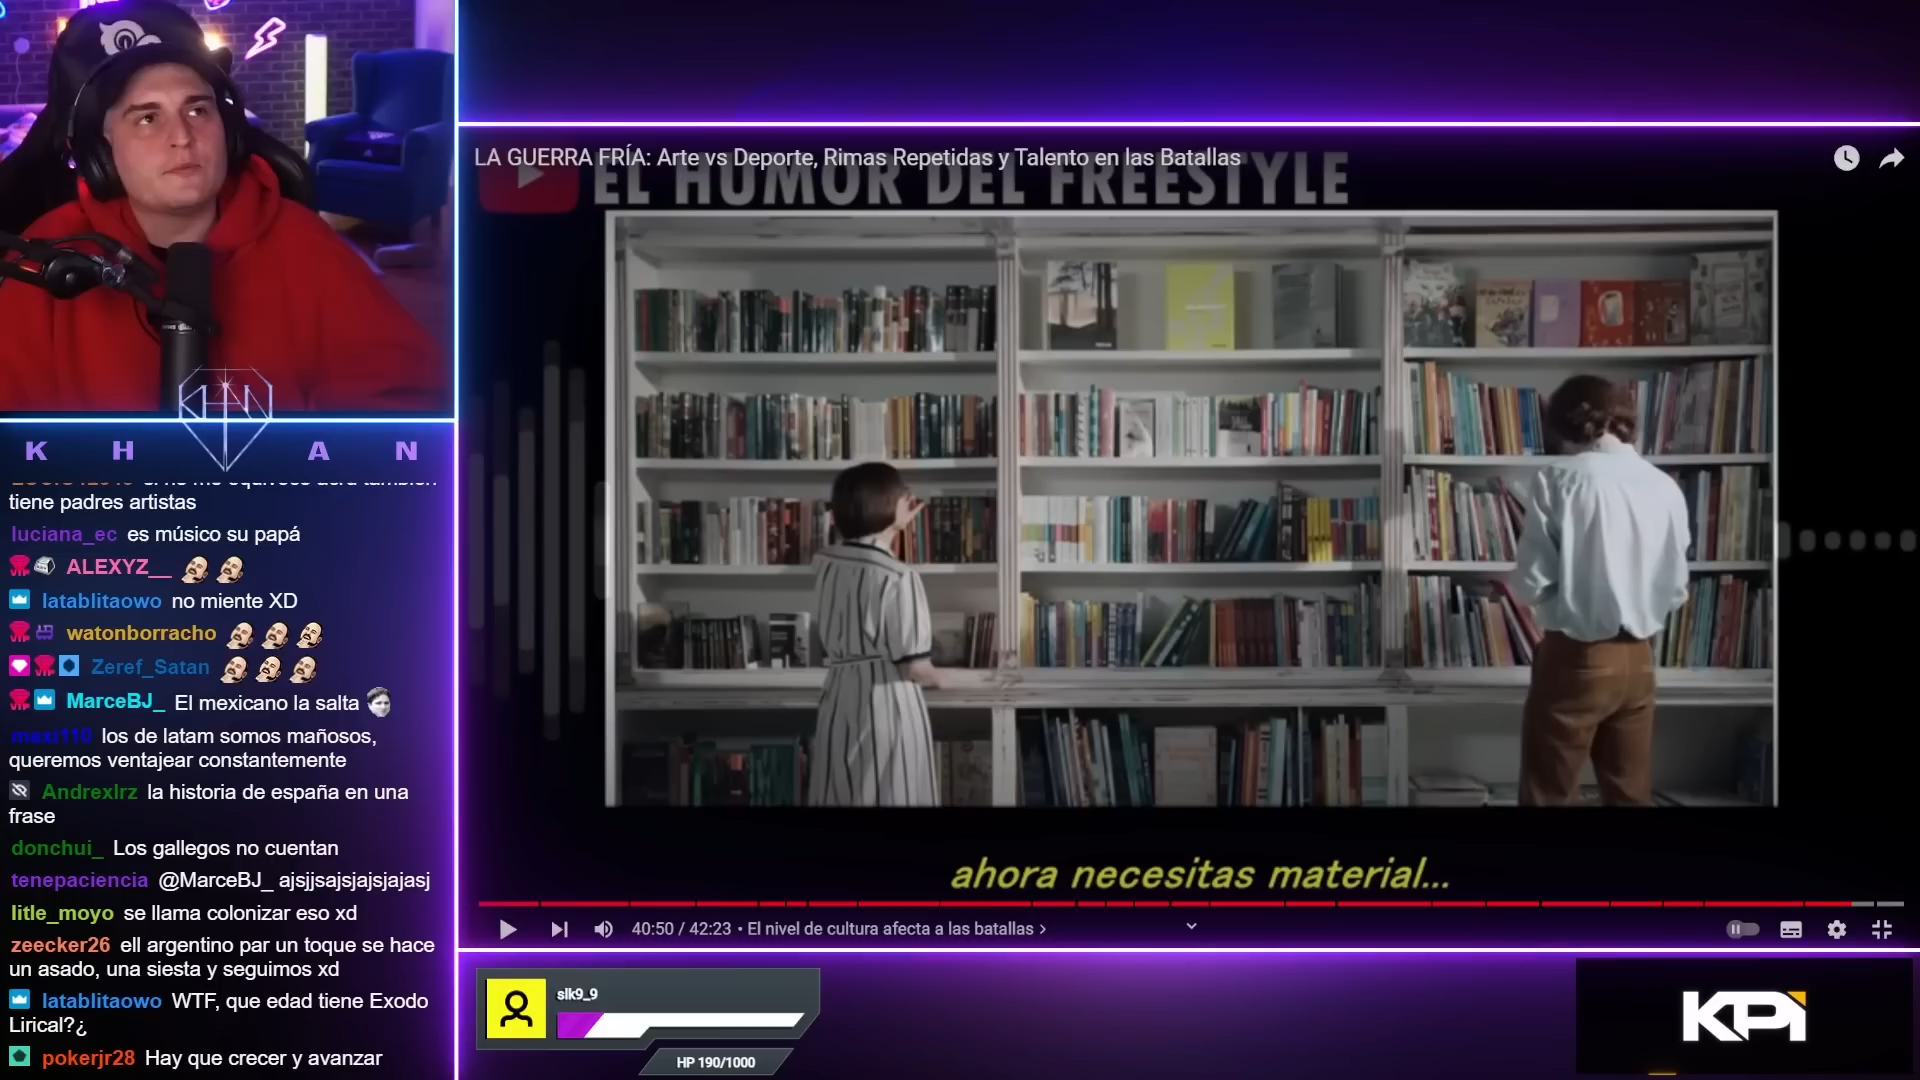 LA GUERRA FRÍA: Arte vs Deporte, Rimas Repetidas y Talento en las Batallas
EL HUMOR DEL FREESTYLE
KHAN
K H A N
tiene padres artistas
luciana_ec es músico su papá
ALEXYZ__
latablitaowo no miente XD
watonborracho
Zeref_Satan
MarceBJ_ El mexicano la salta
maxi110 los de latam somos mañosos,
queremos ventajear constantemente
Andrexlrz la historia de españa en una
frase
donchui_ Los gallegos no cuentan
tenepaciencia @MarceBJ_ ajsjjsajsjajsjajasj
litle_moyo se llama colonizar eso xd
zeecker26 ell argentino par un toque se hace
un asado, una siesta y seguimos xd
latablitaowo WTF, que edad tiene Exodo
Lirical?¿
pokerjr28 Hay que crecer y avanzar
ahora necesitas material...
40:50 / 42:23 • El nivel de cultura afecta a las batallas
slk9_9
HP 190/1000
KPI